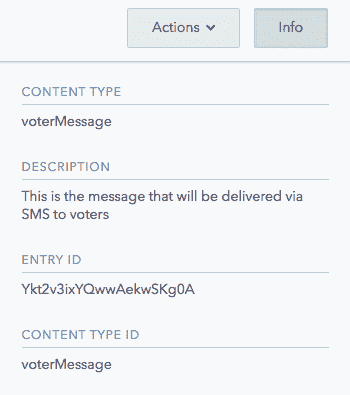 Actions
Info
CONTENT TYPE
voterMessage
DESCRIPTION
This is the message that will be delivered via
SMS to voters
ENTRY ID
Ykt2v3ixYQwwAekwSKg0A
CONTENT TYPE ID
voterMessage